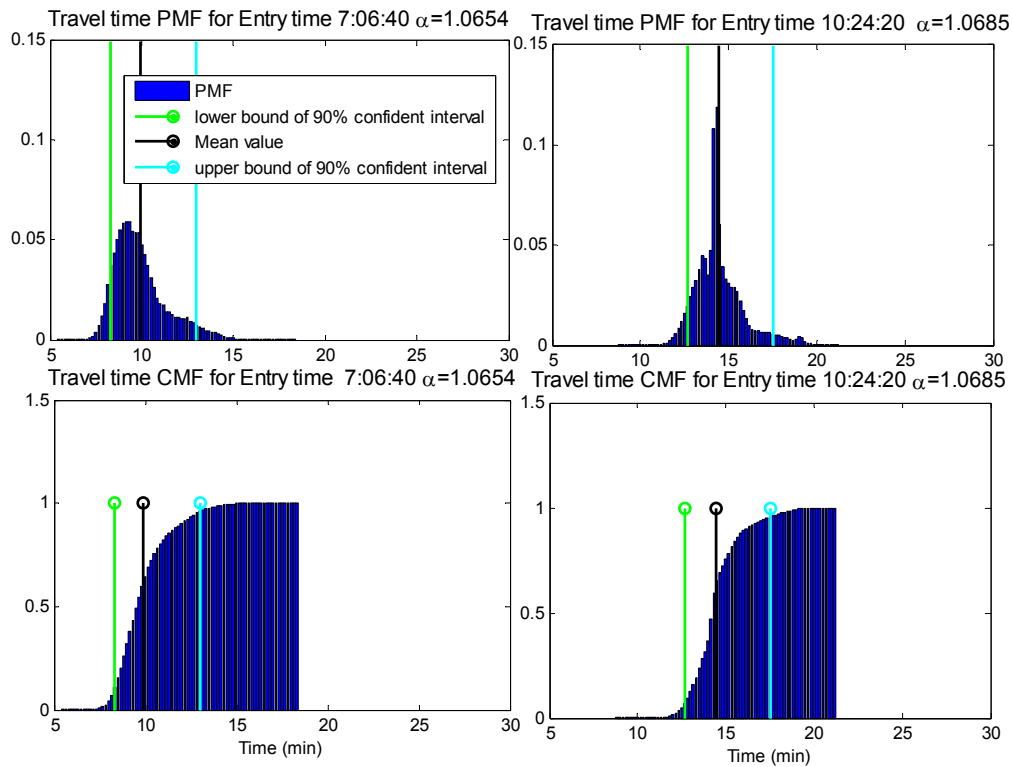 Travel time PMF for Entry time 7:06:40 α=1.0654
0.15
0.1
0.05
0
5 10 15 20 25 30
PMF
lower bound of 90% confident interval
Mean value
upper bound of 90% confident interval
Travel time PMF for Entry time 10:24:20 α=1.0685
0.15
0.1
0.05
0
5 10 15 20 25 30
Travel time CMF for Entry time 7:06:40 α=1.0654
1.5
1
0.5
0
5 10 15 20 25 30
Time (min)
Travel time CMF for Entry time 10:24:20 α=1.0685
1.5
1
0.5
0
5 10 15 20 25 30
Time (min)